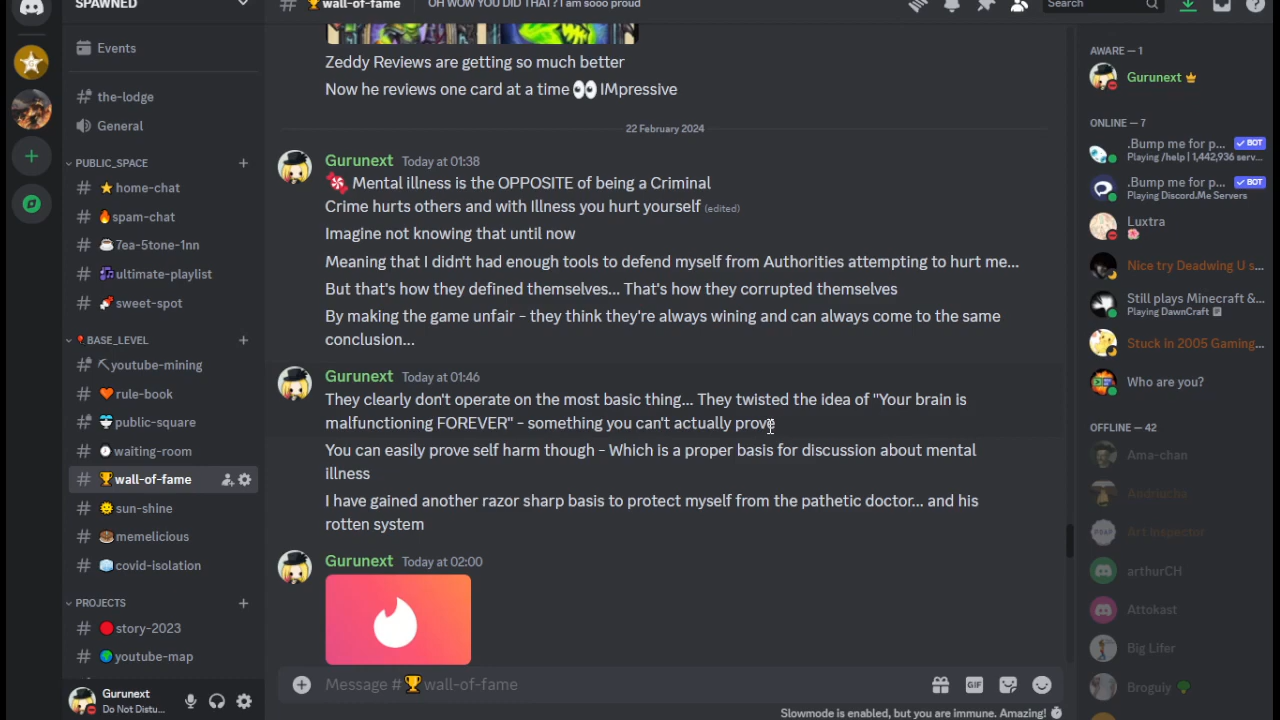 SPAWNED
Events
the-lodge
General
PUBLIC_SPACE
home-chat
spam-chat
7ea-5tone-1nn
ultimate-playlist
sweet-spot
BASE_LEVEL
youtube-mining
rule-book
public-square
waiting-room
wall-of-fame
sun-shine
memelicious
covid-isolation
PROJECTS
story-2023
youtube-map
Gurunext
Do Not Distu...
# 🏆wall-of-fame OH WOW YOU DID THAT? I am sooo proud
Search
Zeddy Reviews are getting so much better
Now he reviews one card at a time 👀 IMpressive
22 February 2024
Gurunext Today at 01:38
🍬 Mental illness is the OPPOSITE of being a Criminal
Crime hurts others and with Illness you hurt yourself (edited)
Imagine not knowing that until now
Meaning that I didn't had enough tools to defend myself from Authorities attempting to hurt me...
But that's how they defined themselves... That's how they corrupted themselves
By making the game unfair - they think they're always wining and can always come to the same
conclusion...
Gurunext Today at 01:46
They clearly don't operate on the most basic thing... They twisted the idea of "Your brain is
malfunctioning FOREVER" - something you can't actually prove
You can easily prove self harm though - Which is a proper basis for discussion about mental
illness
I have gained another razor sharp basis to protect myself from the pathetic doctor... and his
rotten system
Gurunext Today at 02:00
Message #🏆wall-of-fame
GIF
Slowmode is enabled, but you are immune. Amazing!
AWARE — 1
Gurunext
ONLINE — 7
.Bump me for p... BOT
Playing /help | 1,442,936 serv...
.Bump me for p... BOT
Playing Discord.Me Servers
Luxtra
Nice try Deadwing U s...
Still plays Minecraft &...
Playing DawnCraft
Stuck in 2005 Gaming...
Who are you?
OFFLINE — 42
Ama-chan
Audriucha
Art Inspector
arthurCH
Attokast
Big Lifer
Broguiy